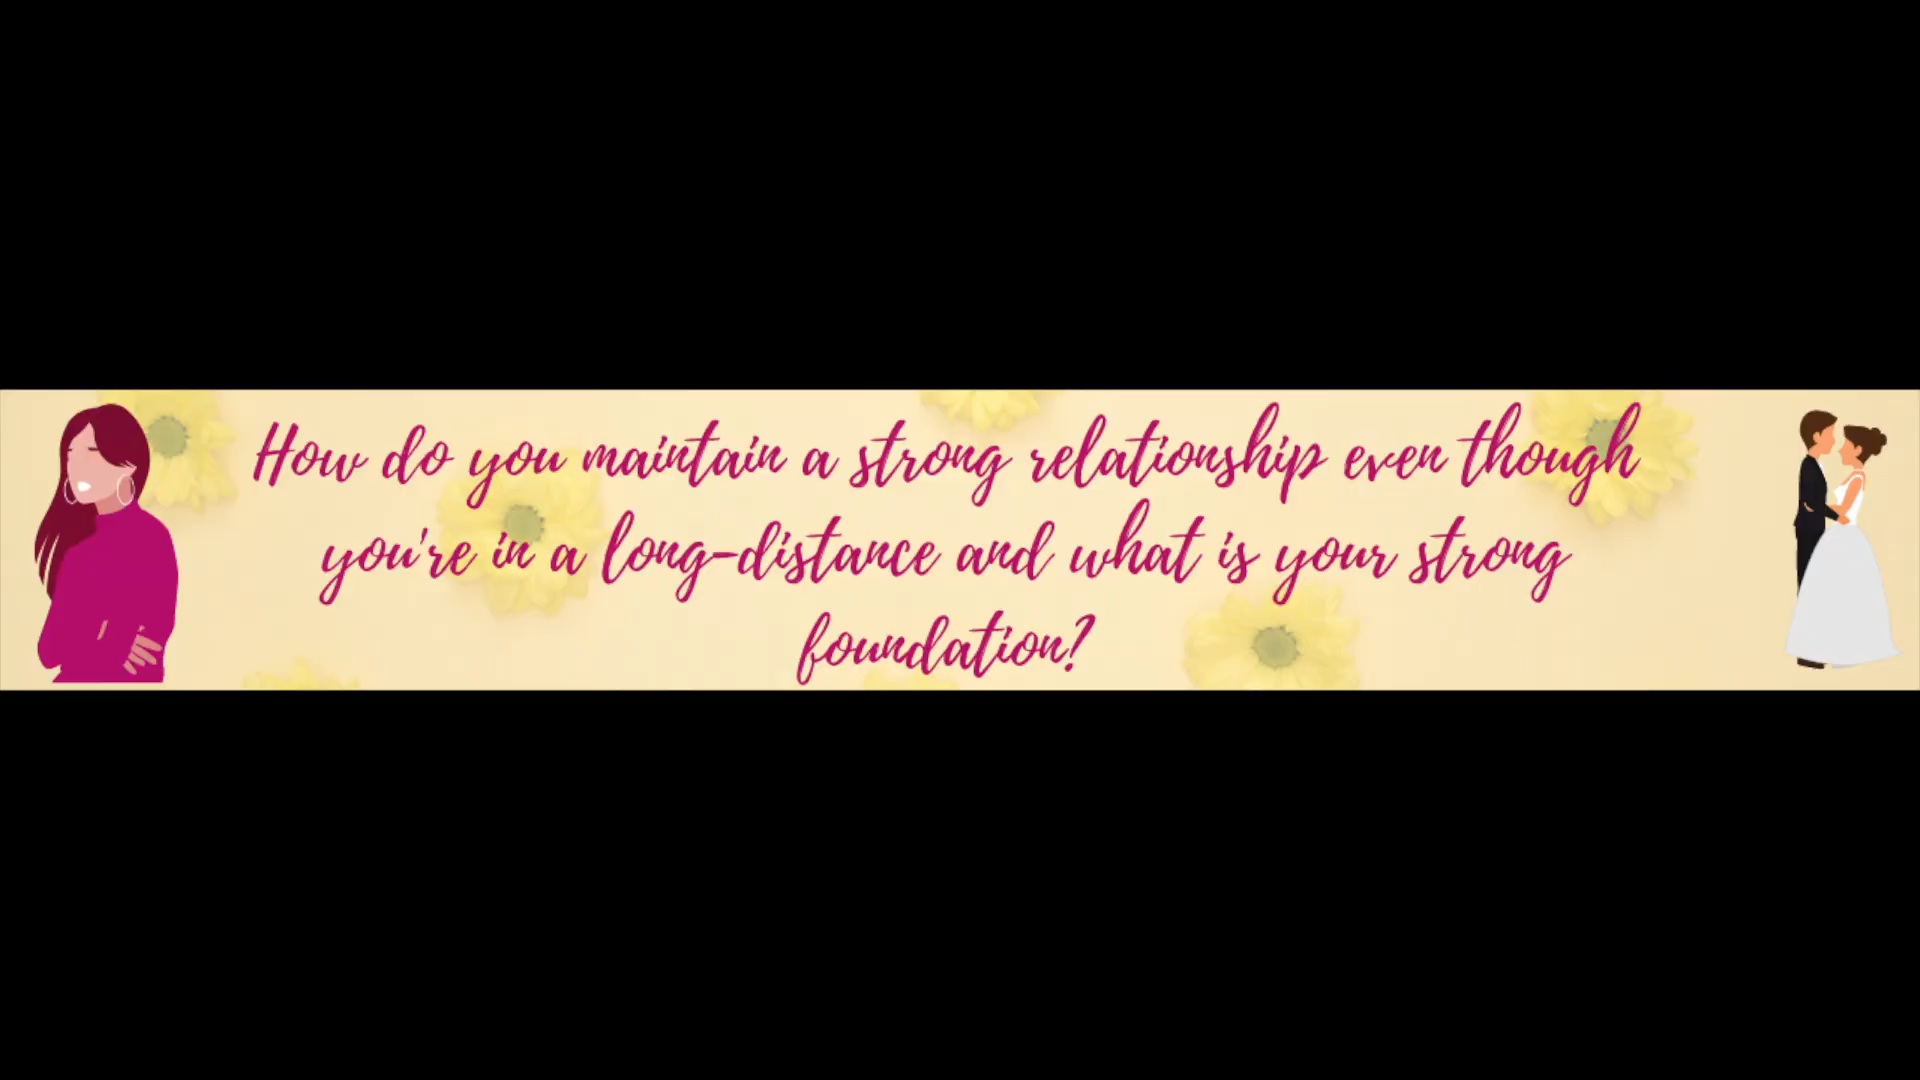 How do you maintain a strong relationship even though
you're in a long-distance and what is your strong
foundation?